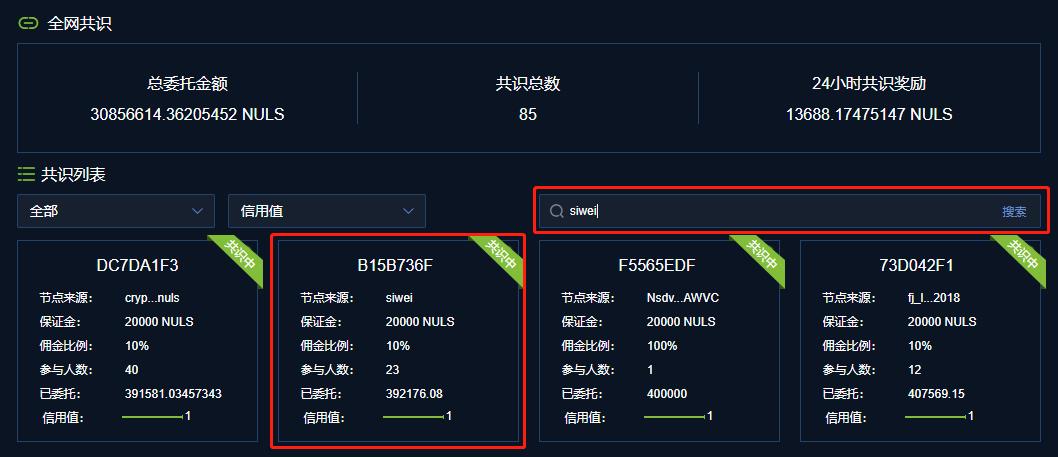 全网共识
总委托金额
30856614.36205452 NULS
共识总数
85
24小时共识奖励
13688.17475147 NULS
共识列表
全部
信用值
siwei
搜索
共识中
DC7DA1F3
节点来源: cryp...nuls
保证金: 20000 NULS
佣金比例: 10%
参与人数: 40
已委托: 391581.03457343
信用值: 1
共识中
B15B736F
节点来源: siwei
保证金: 20000 NULS
佣金比例: 10%
参与人数: 23
已委托: 392176.08
信用值: 1
共识中
F5565EDF
节点来源: Nsdv...AWVC
保证金: 20000 NULS
佣金比例: 100%
参与人数: 1
已委托: 400000
信用值: 1
共识中
73D042F1
节点来源: fj_l...2018
保证金: 20000 NULS
佣金比例: 10%
参与人数: 12
已委托: 407569.15
信用值: 1